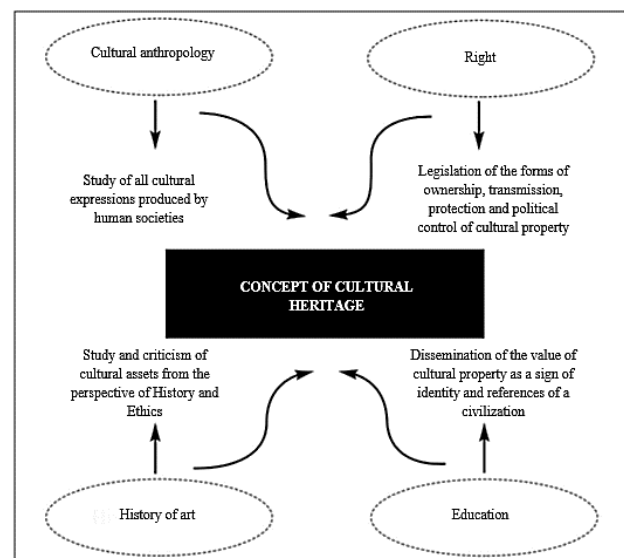 Cultural anthropology
Right
Study of all cultural
expressions produced by
human societies
Legislation of the forms of
ownership, transmission,
protection and political
control of cultural property
CONCEPT OF CULTURAL
HERITAGE
Study and criticism of
cultural assets from the
perspective of History and
Ethics
Dissemination of the value of
cultural property as a sign of
identity and references of a
civilization
History of art
Education